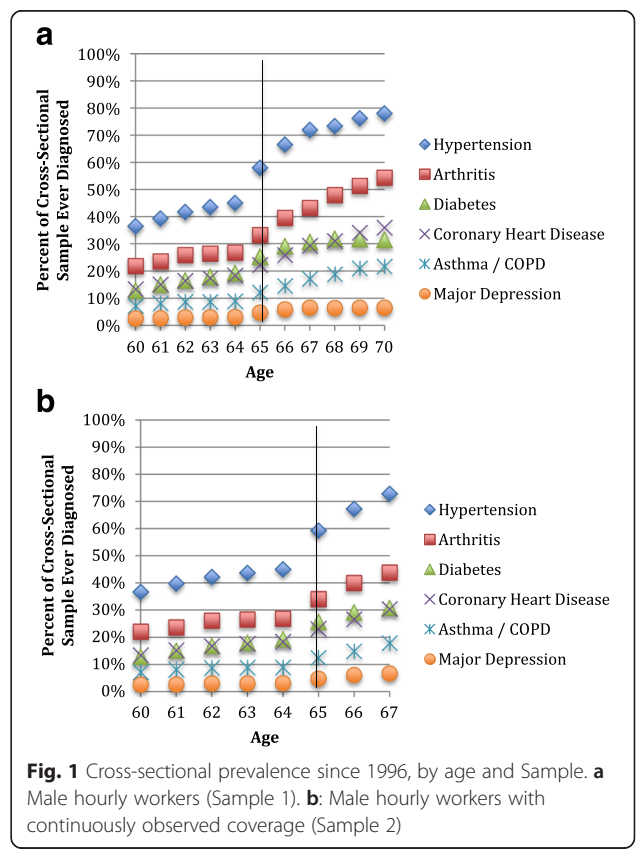 a
100%
90%
80%
70%
60%
50%
40%
30%
20%
10%
0%
Percent of Cross-Sectional
Sample Ever Diagnosed
60 61 62 63 64 65 66 67 68 69 70
Age
Hypertension
Arthritis
Diabetes
Coronary Heart Disease
Asthma / COPD
Major Depression
b
100%
90%
80%
70%
60%
50%
40%
30%
20%
10%
0%
Percent of Cross-Sectional
Sample Ever Diagnosed
60 61 62 63 64 65 66 67
Age
Hypertension
Arthritis
Diabetes
Coronary Heart Disease
Asthma / COPD
Major Depression
Fig. 1 Cross-sectional prevalence since 1996, by age and Sample. a
Male hourly workers (Sample 1). b: Male hourly workers with
continuously observed coverage (Sample 2)